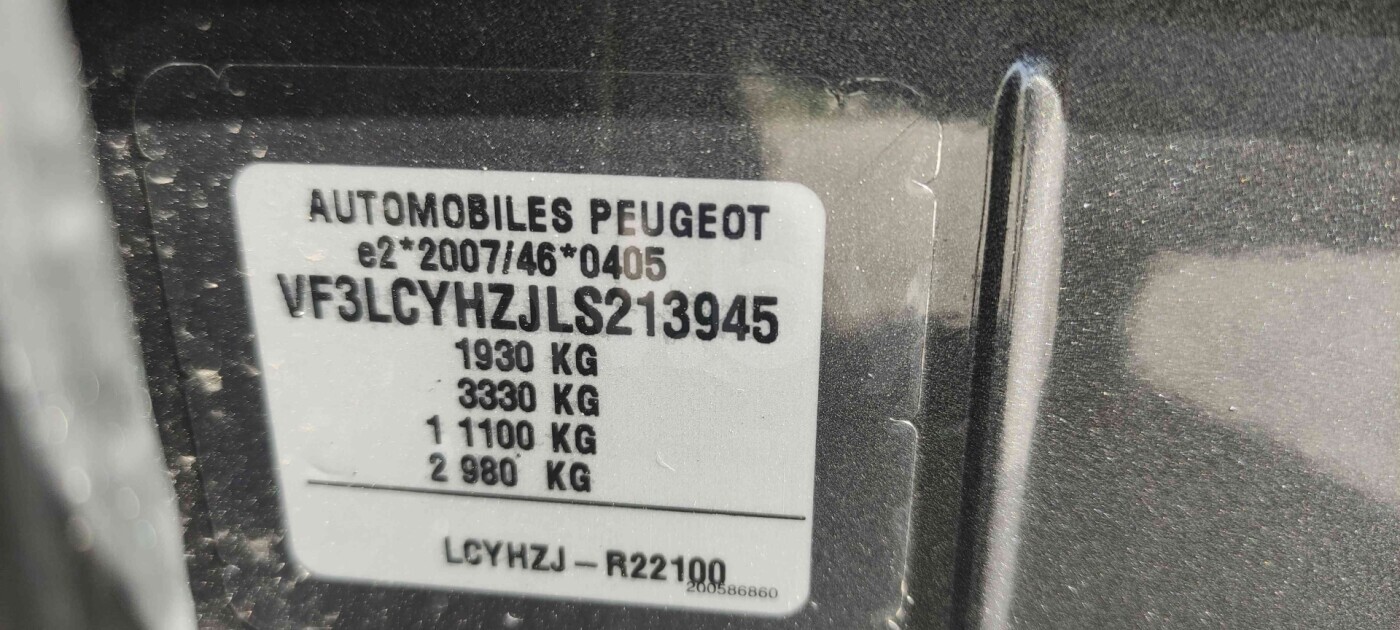 AUTOMOBILES PEUGEOT
e2*2007/46*0405
VF3LCYHZJLS213945
1930 KG
3330 KG
1 1100 KG
2 980 KG
LCYHZJ – R22100
200586860